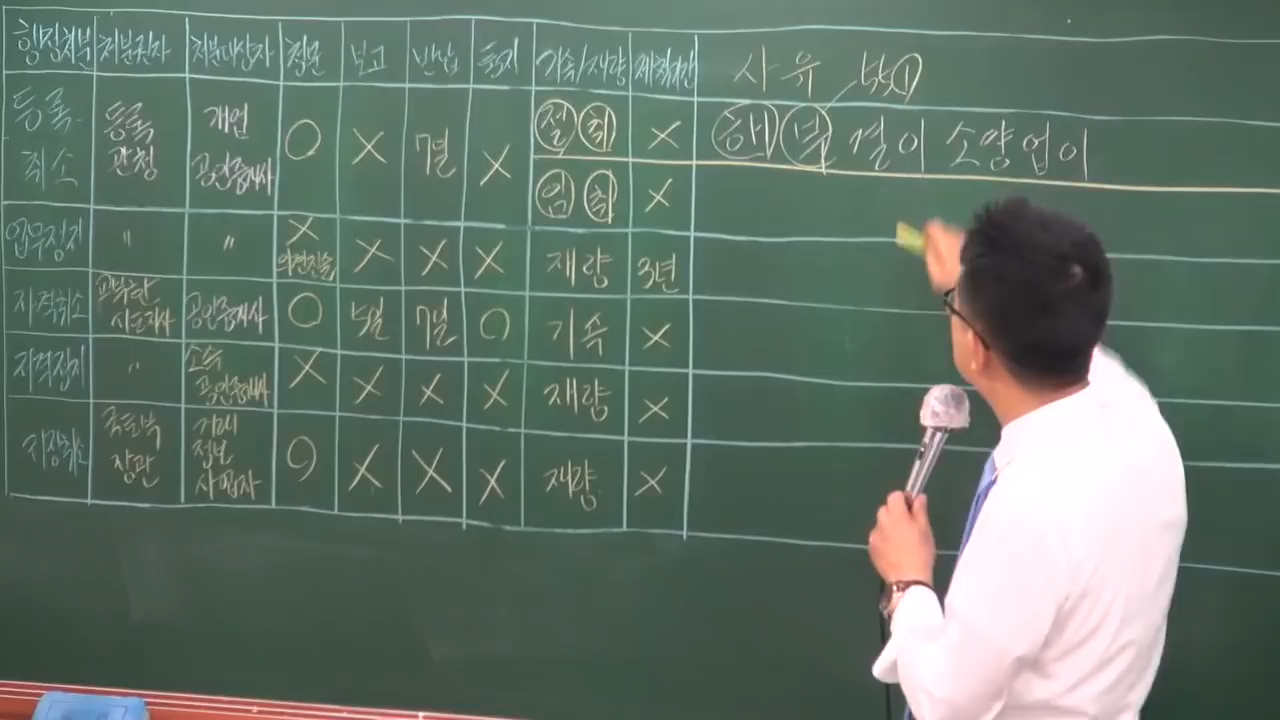 행정처분 처분권자 처분대상자 청문 보고 반납 통지 기속/재량 제척기간 사유
등록취소 등록관청 개업공인중개사 ○ × 7일 × 절 취 × 해 부 결이 소양업이
임 취 ×
업무정지 〃 〃 × 의견진술 × × × 재량 3년
자격취소 교부한 시·도지사 공인중개사 ○ 5일 7일 ○ 기속 ×
자격정지 〃 소속공인중개사 × × × × 재량 ×
지정취소 국토부장관 거래정보사업자 ○ × × × 재량 ×